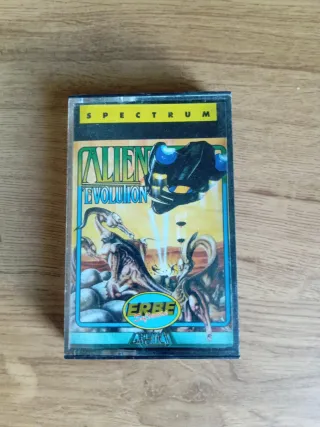 SPECTRUM
ALIEN
EVOLUTION
ERBE